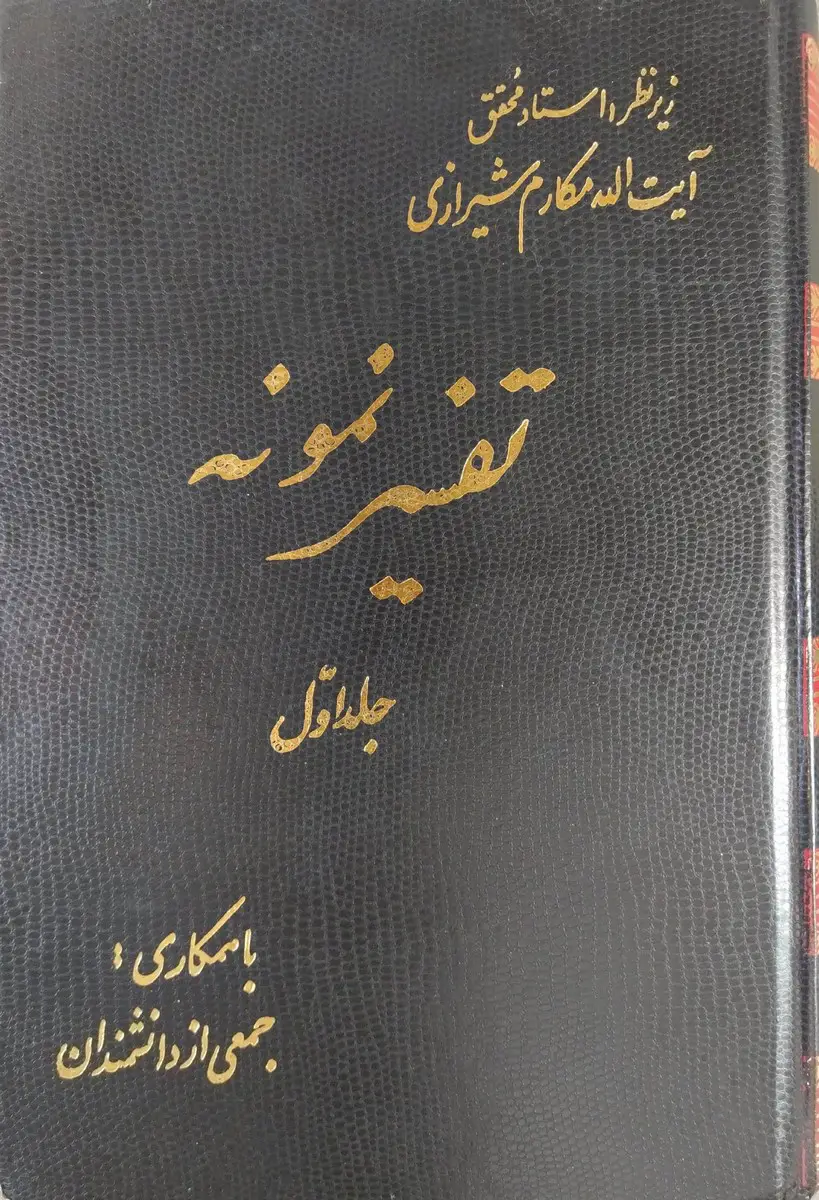 زیر نظر استاد محقق
آیت الله مکارم شیرازی
تفسیر نمونه
جلد اوّل
با همکاری :
جمعی از دانشمندان